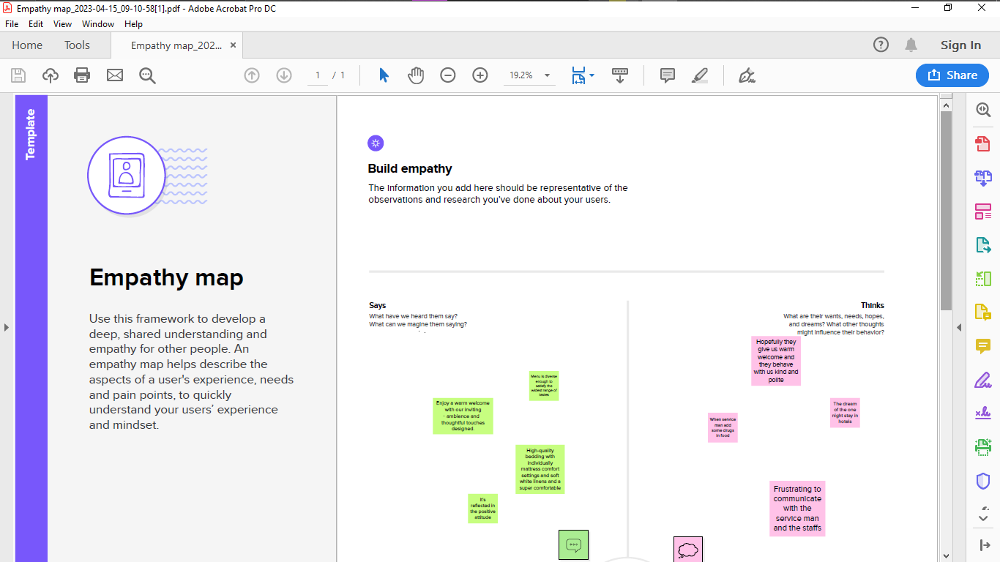 Empathy map_2023-04-15_09-10-58[1].pdf - Adobe Acrobat Pro DC
File Edit View Window Help
Home Tools Empathy map_202... × Sign In
1 / 1 19.2% Share
Template
Empathy map
Use this framework to develop a
deep, shared understanding and
empathy for other people. An
empathy map helps describe the
aspects of a user's experience, needs
and pain points, to quickly
understand your users' experience
and mindset.
Build empathy
The information you add here should be representative of the
observations and research you've done about your users.
Says
What have we heard them say?
What can we magine them saying?
Menu is diverse
enough to
satisfy the
widest range of
tastes
Enjoy a warm welcome
with our inviting
· ambience and
thoughtful touches
designed.
High-quality
bedding with
individually
mattress comfort
settings and soft
white linens and a
super comfortable
It's
reflected in
the positive
attitude
Thinks
What are their wants, needs, hopes,
and dreams? What other thoughts
might influence their behavior?
Hopefully they
give us warm
welcome and
they behave
with us kind and
polite
The dream
of the one
night stay in
hotels
When service
men add
some drugs
in food
Frustrating to
communicate
with the
service man
and the staffs